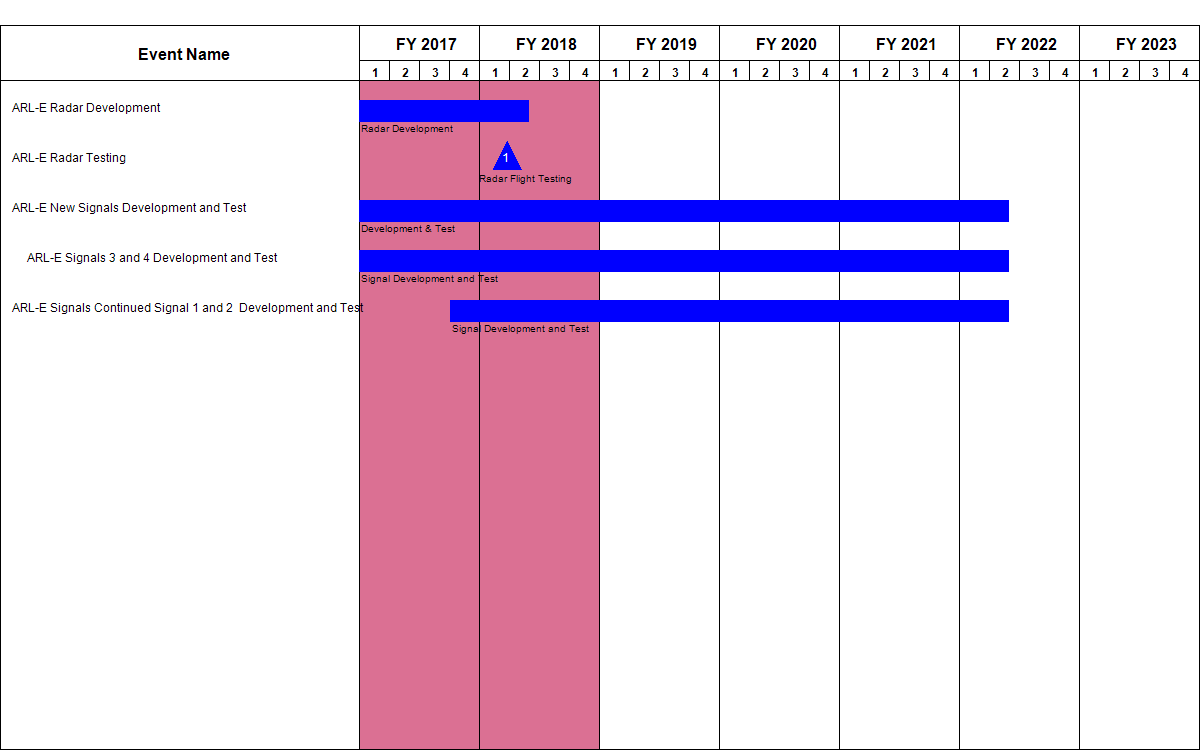 Event Name FY 2017 FY 2018 FY 2019 FY 2020 FY 2021 FY 2022 FY 2023
1 2 3 4 1 2 3 4 1 2 3 4 1 2 3 4 1 2 3 4 1 2 3 4 1 2 3 4
ARL-E Radar Development
Radar Development
ARL-E Radar Testing 1
Radar Flight Testing
ARL-E New Signals Development and Test
Development & Test
ARL-E Signals 3 and 4 Development and Test
Signal Development and Test
ARL-E Signals Continued Signal 1 and 2 Development and Test
Signal Development and Test